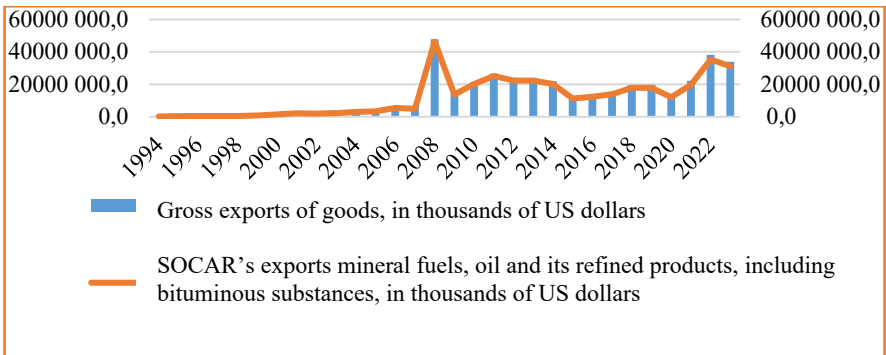 60000 000,0 60000 000,0
40000 000,0 40000 000,0
20000 000,0 20000 000,0
0,0 0,0
1994 1996 1998 2000 2002 2004 2006 2008 2010 2012 2014 2016 2018 2020 2022
Gross exports of goods, in thousands of US dollars
SOCAR’s exports mineral fuels, oil and its refined products, including
bituminous substances, in thousands of US dollars